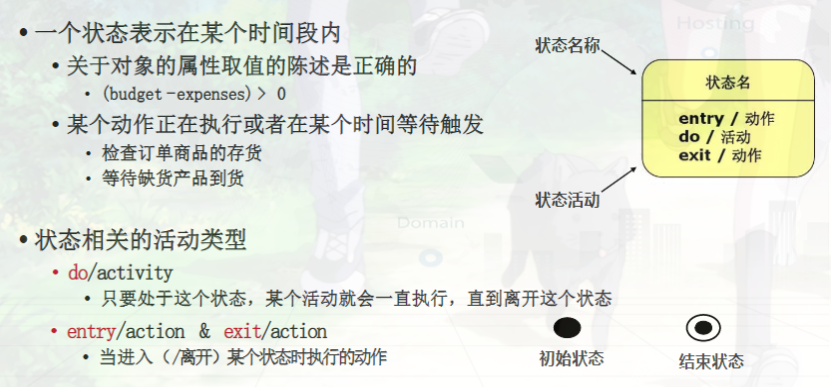 • 一个状态表示在某个时间段内
• 关于对象的属性取值的陈述是正确的
• (budget-expenses) > 0
• 某个动作正在执行或者在某个时间等待触发
• 检查订单商品的存货
• 等待缺货产品到货
• 状态相关的活动类型
• do/activity
• 只要处于这个状态，某个活动就会一直执行，直到离开这个状态
• entry/action & exit/action
• 当进入（/离开）某个状态时执行的动作
Hosting
Domain
状态名称
状态名
entry / 动作
do / 活动
exit / 动作
状态活动
初始状态
结束状态